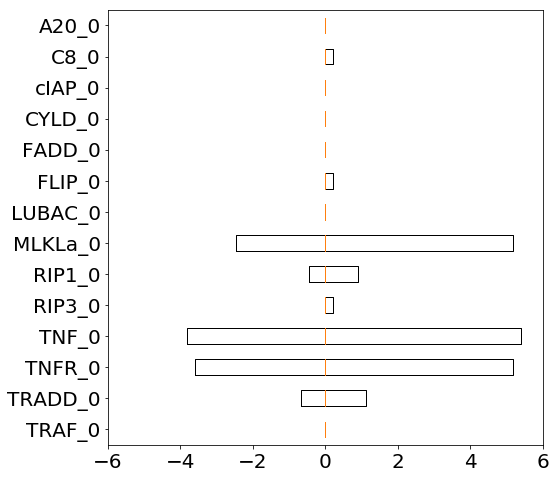 A20_0
C8_0
cIAP_0
CYLD_0
FADD_0
FLIP_0
LUBAC_0
MLKLa_0
RIP1_0
RIP3_0
TNF_0
TNFR_0
TRADD_0
TRAF_0
−6 −4 −2 0 2 4 6